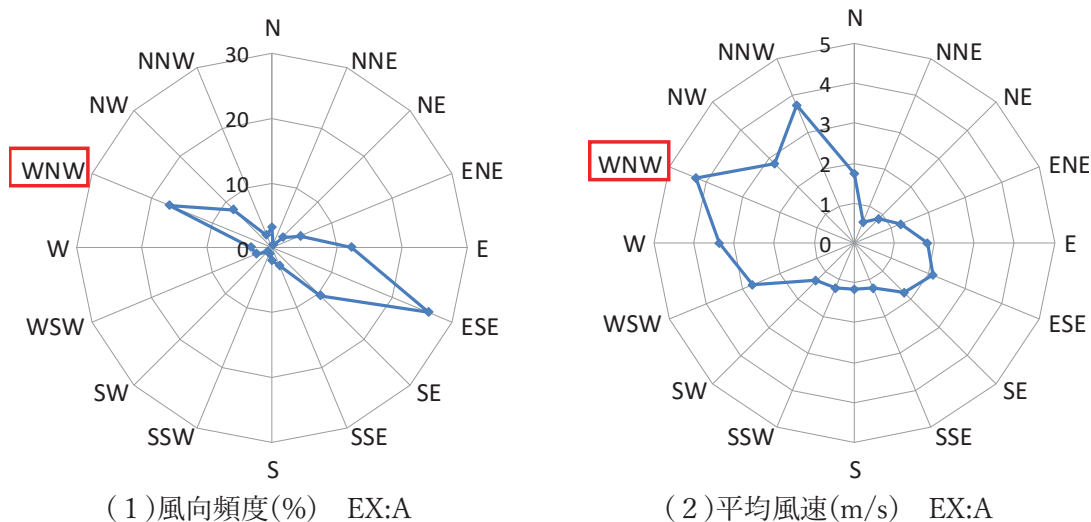 N
NNE
NE
ENE
E
ESE
SE
SSE
S
SSW
SW
WSW
W
WNW
NW
NNW
30
20
10
0
(1)風向頻度(%) EX:A
N
NNE
NE
ENE
E
ESE
SE
SSE
S
SSW
SW
WSW
W
WNW
NW
NNW
5
4
3
2
1
0
(2)平均風速(m/s) EX:A